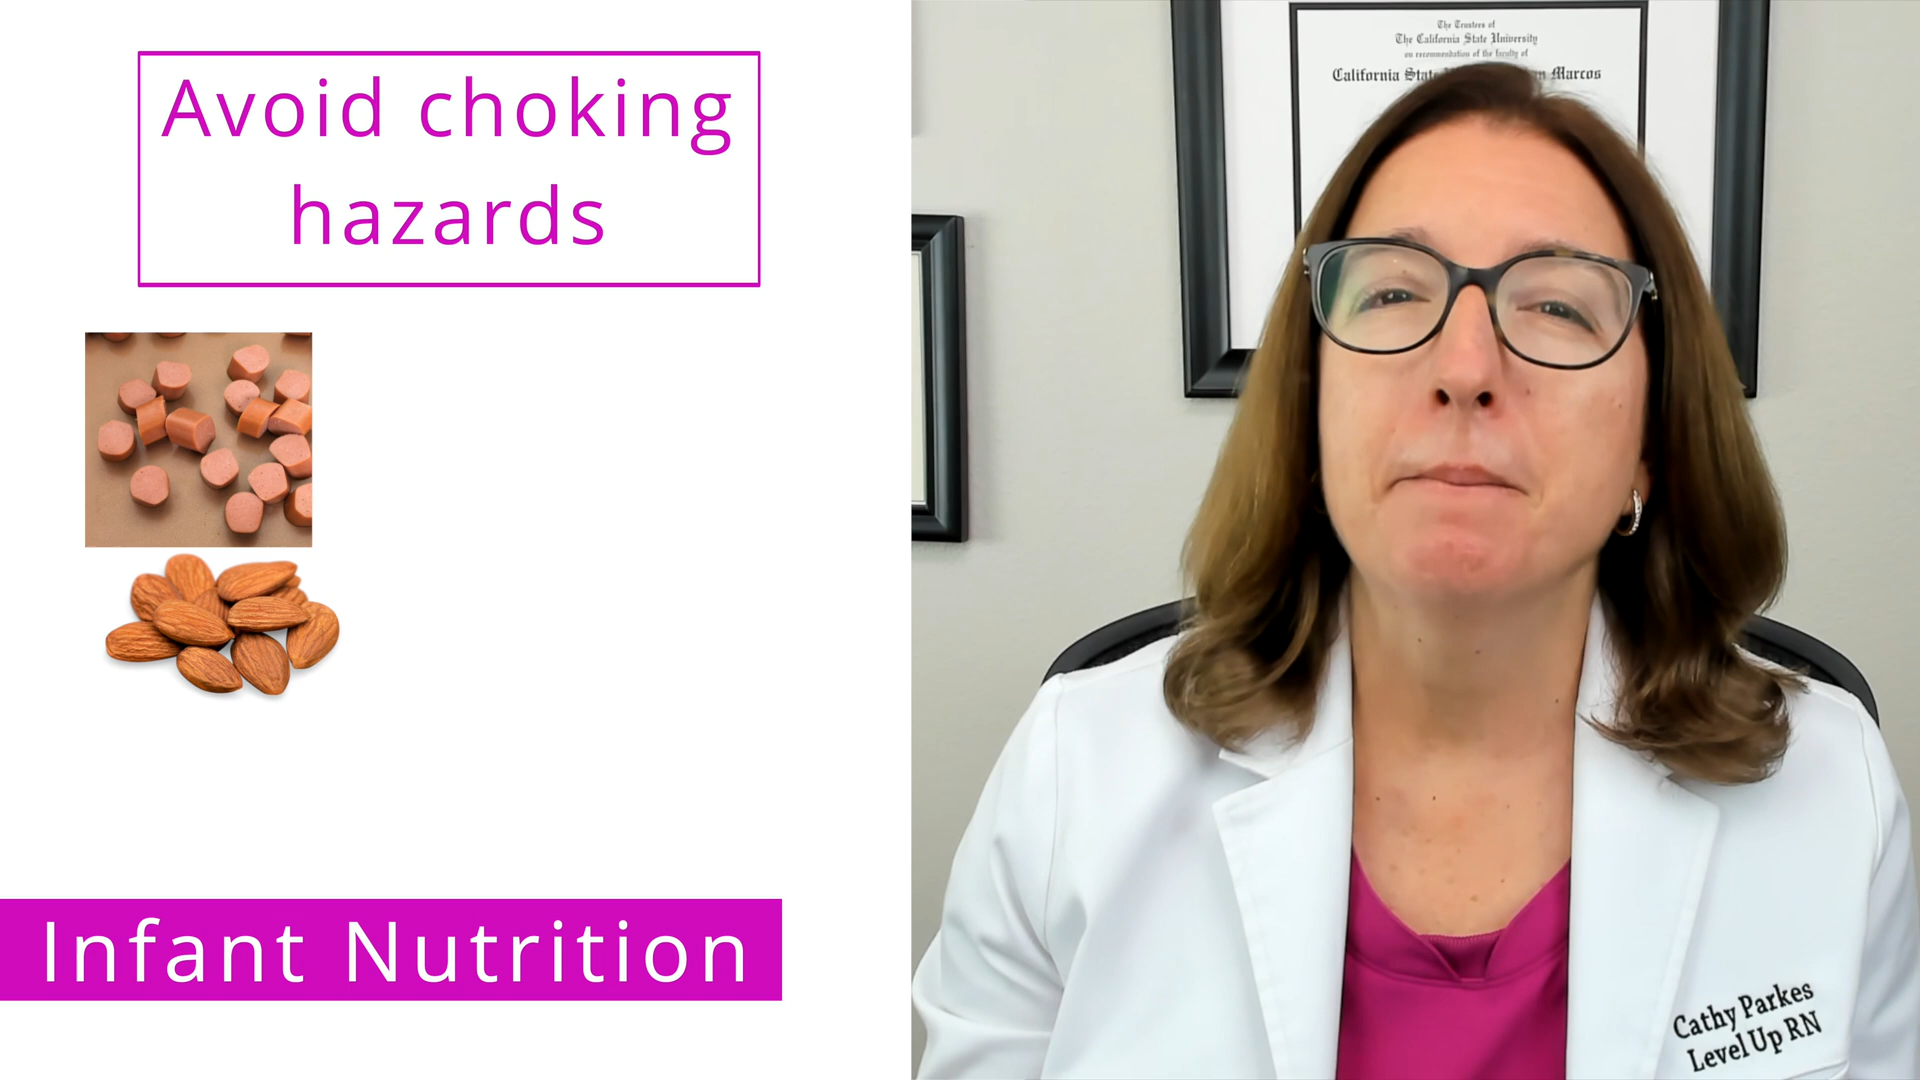 Avoid choking
hazards
Infant Nutrition
The Trustees of
The California State University
on recommendation of the faculty of
California State Marcos
Cathy Parkes
Level Up RN